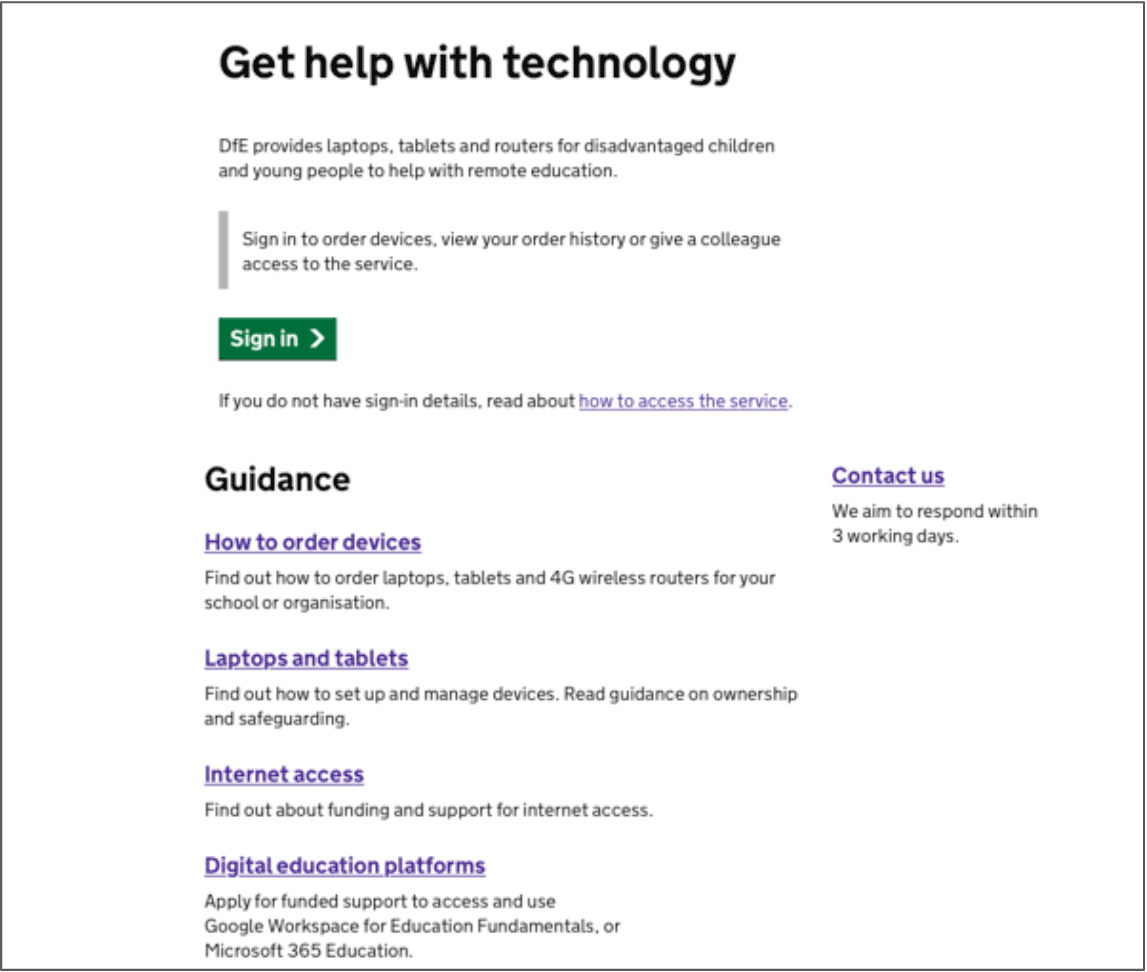 Get help with technology
DfE provides laptops, tablets and routers for disadvantaged children
and young people to help with remote education.
Sign in to order devices, view your order history or give a colleague
access to the service.
Sign in
If you do not have sign-in details, read about how to access the service.
Guidance
How to order devices
Find out how to order laptops, tablets and 4G wireless routers for your
school or organisation.
Laptops and tablets
Find out how to set up and manage devices. Read guidance on ownership
and safeguarding.
Internet access
Find out about funding and support for internet access.
Digital education platforms
Apply for funded support to access and use
Google Workspace for Education Fundamentals, or
Microsoft 365 Education.
Contact us
We aim to respond within
3 working days.